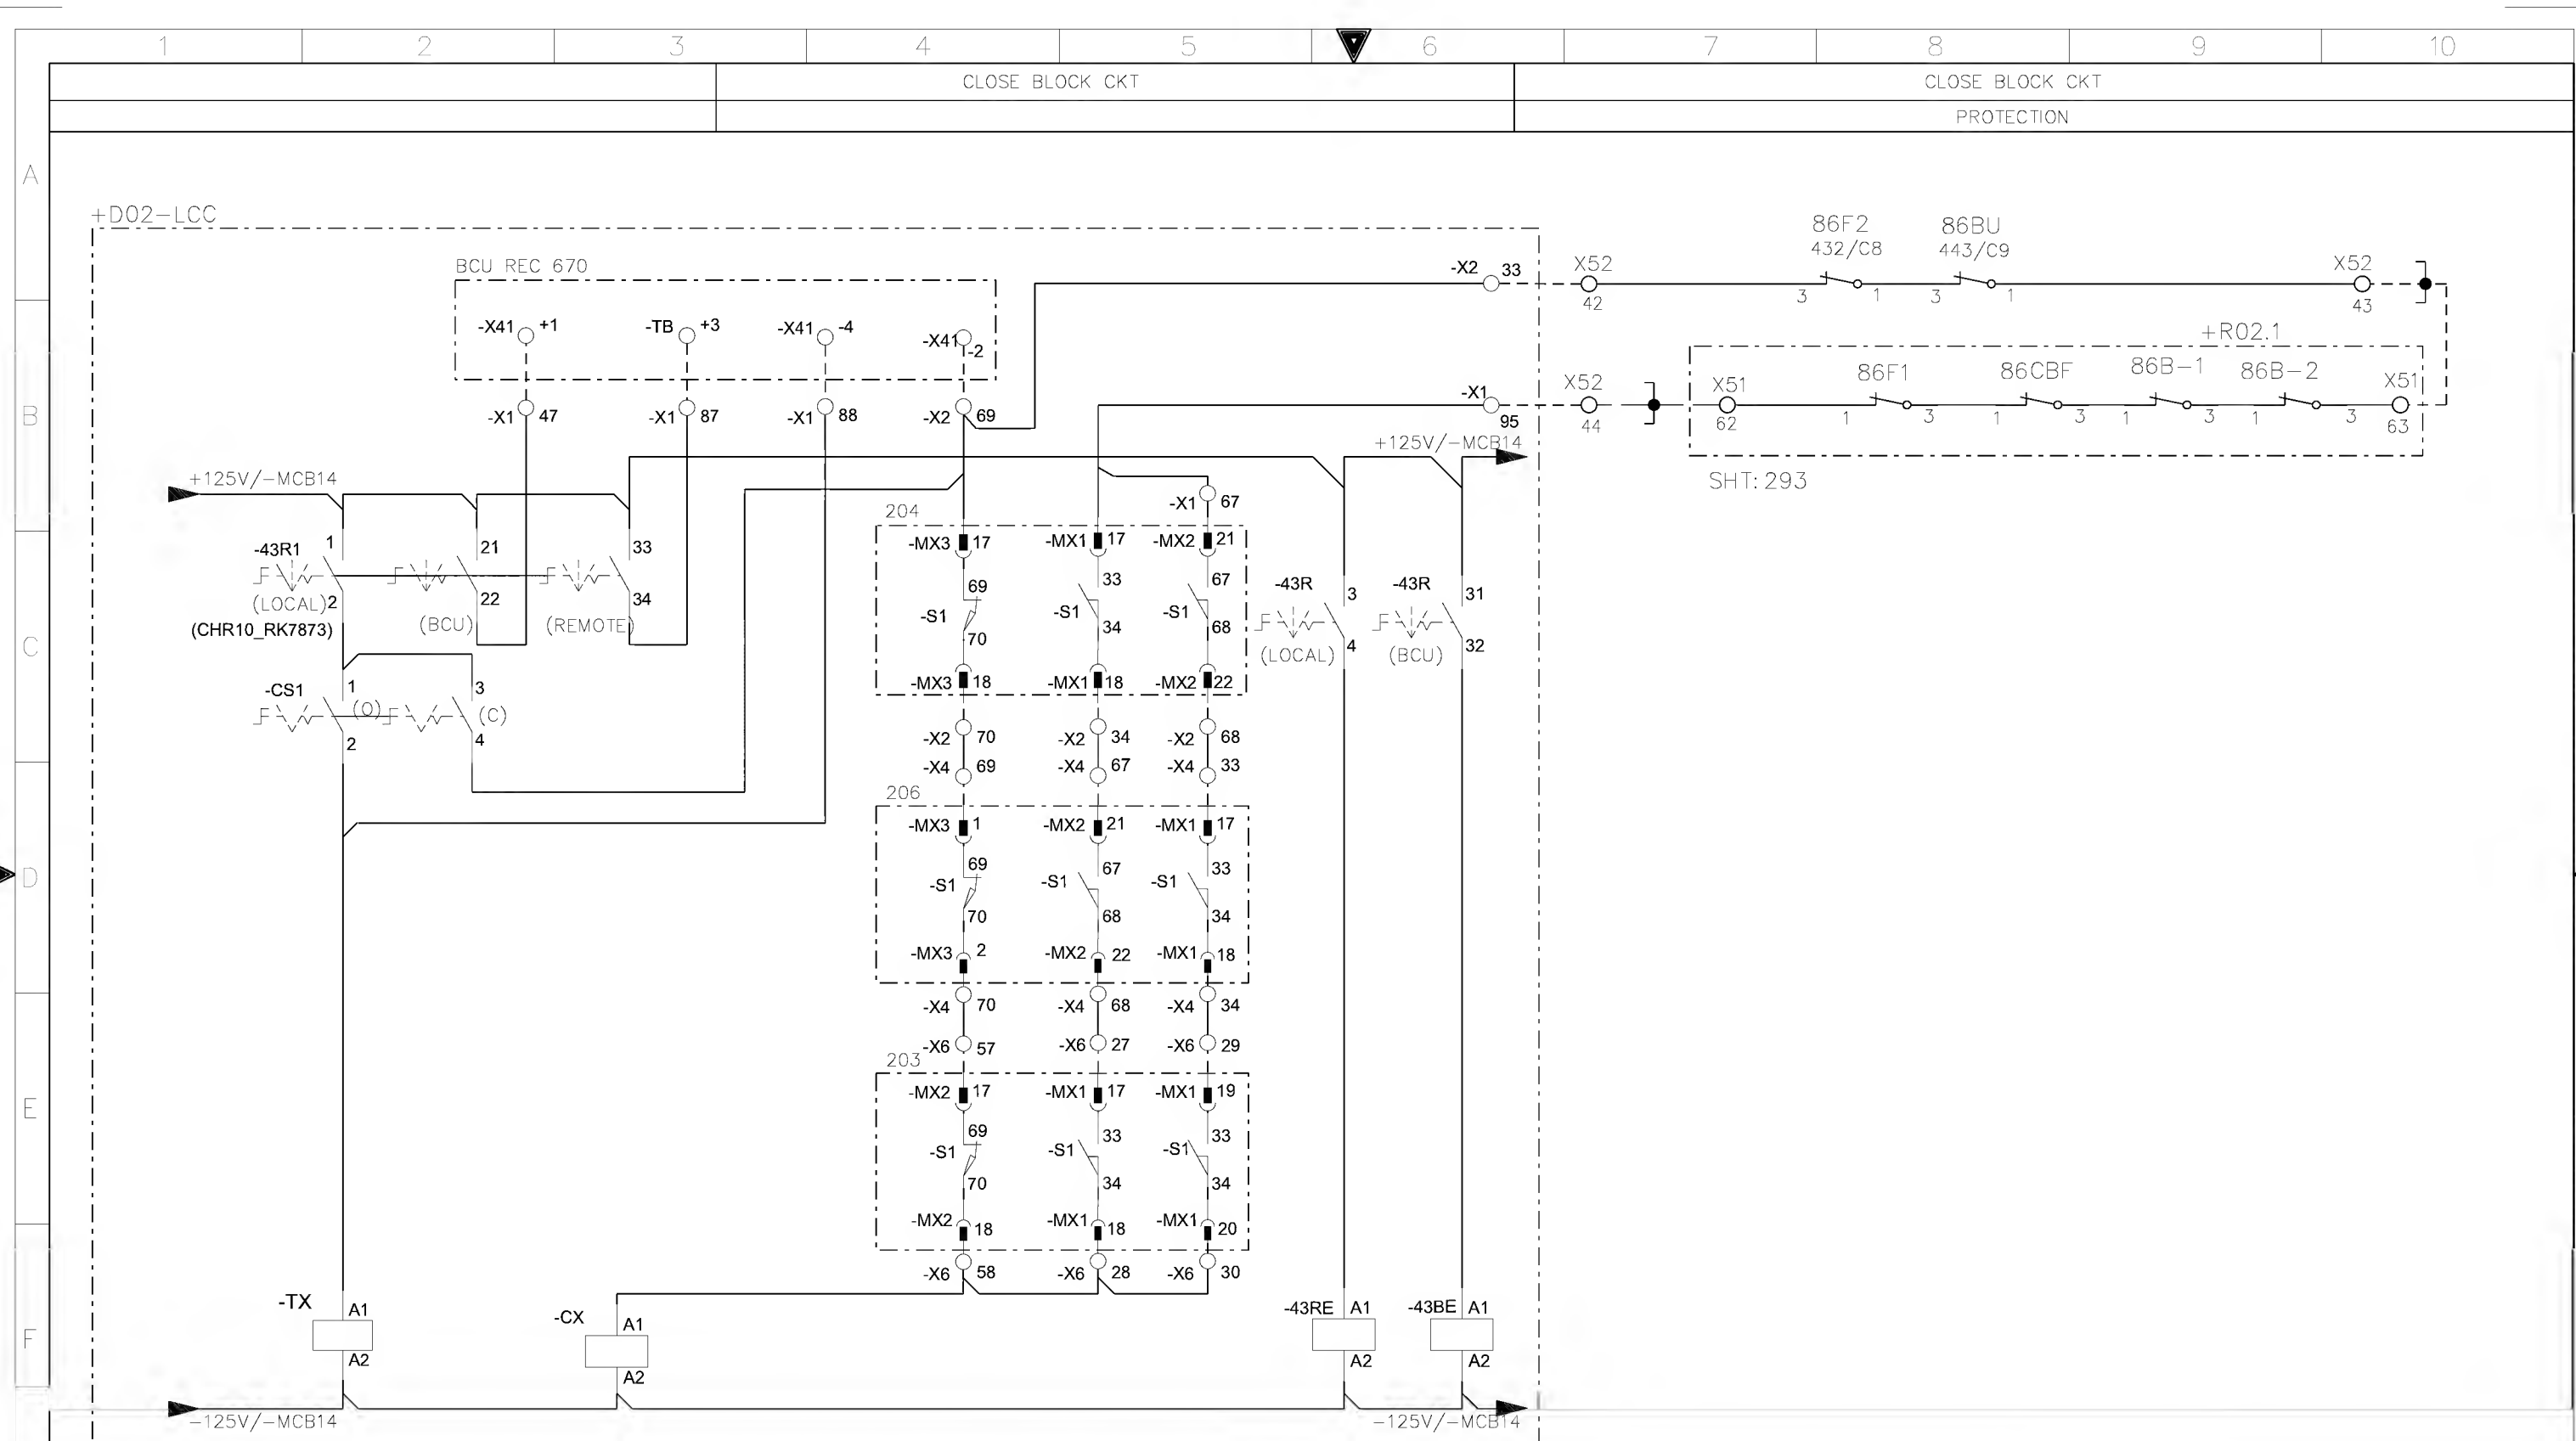 1 2 3 4 5 6 7 8 9 10
CLOSE BLOCK CKT CLOSE BLOCK CKT
PROTECTION
A
+D02-LCC
86F2 86BU
432/C8 443/C9
BCU REC 670
-X2 33 X52 X52
42 3 1 3 1 43
-X41 +1 -TB +3 -X41 -4 -X41 -2
+R02.1
86F1 86CBF 86B-1 86B-2
B
-X1 47 -X1 87 -X1 88 -X2 69 -X1 95 X52 44 X51 62 1 3 1 3 1 3 1 3 X51 63
+125V/-MCB14
+125V/-MCB14
SHT:293
-X1 67
204
-MX3 17 -MX1 17 -MX2 21
-43R1 1 21 33
69 33 67
-43R 3 -43R 31
2 22 34
-S1 -S1 -S1
70 34 68
(LOCAL) (BCU) (REMOTE)
(CHR10_RK7873)
C
4 32
(LOCAL) (BCU)
-MX3 18 -MX1 18 -MX2 22
-CS1 1 (O) 3 (C)
2 4
-X2 70 -X2 34 -X2 68
-X4 69 -X4 67 -X4 33
206
-MX3 1 -MX2 21 -MX1 17
69 67 33
D
-S1 -S1 -S1
70 68 34
-MX3 2 -MX2 22 -MX1 18
-X4 70 -X4 68 -X4 34
-X6 57 -X6 27 -X6 29
203
-MX2 17 -MX1 17 -MX1 19
E
69 33 33
-S1 -S1 -S1
70 34 34
-MX2 18 -MX1 18 -MX1 20
-X6 58 -X6 28 -X6 30
-TX A1 -CX A1 -43RE A1 -43BE A1
F
A2 A2 A2 A2
-125V/-MCB14 -125V/-MCB14